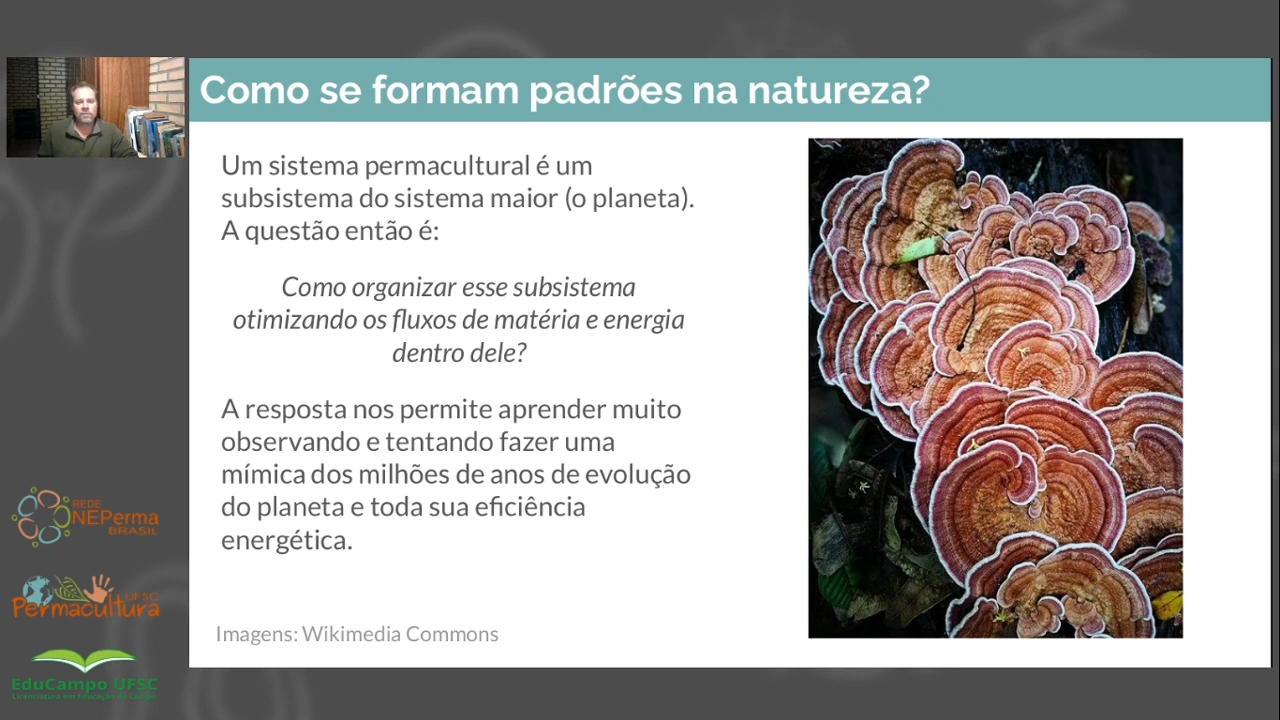 Como se formam padrões na natureza?
Um sistema permacultural é um
subsistema do sistema maior (o planeta).
A questão então é:
Como organizar esse subsistema
otimizando os fluxos de matéria e energia
dentro dele?
A resposta nos permite aprender muito
observando e tentando fazer uma
mímica dos milhões de anos de evolução
do planeta e toda sua eficiência
energética.
Imagens: Wikimedia Commons
REDE
NEPerma
BRASIL
UFSC
Permacultura
EduCampo UFSC
Licenciatura em Educação do Campo